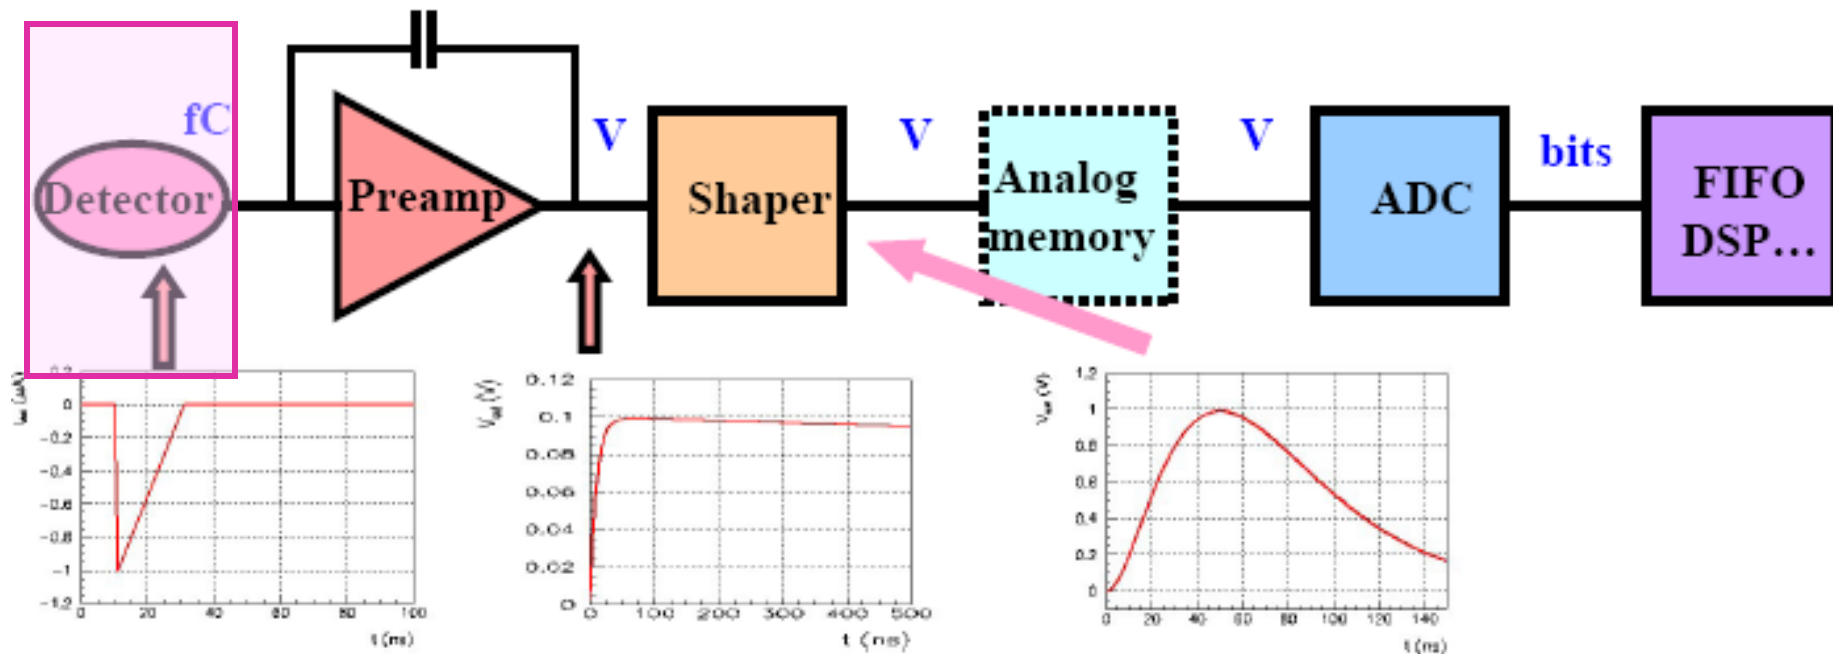 fC
V
V
V
bits
Detector
Preamp
Shaper
Analog
memory
ADC
FIFO
DSP...
0
-0.2
-0.4
-0.6
-0.8
-1
-1.2
0 20 40 60 80 100
t (ns)
0.12
0.1
0.08
0.06
0.04
0.02
0
0 100 200 300 400 500
t (ns)
1.2
1
0.8
0.6
0.4
0.2
0
0 20 40 60 80 100 120 140
t (ns)